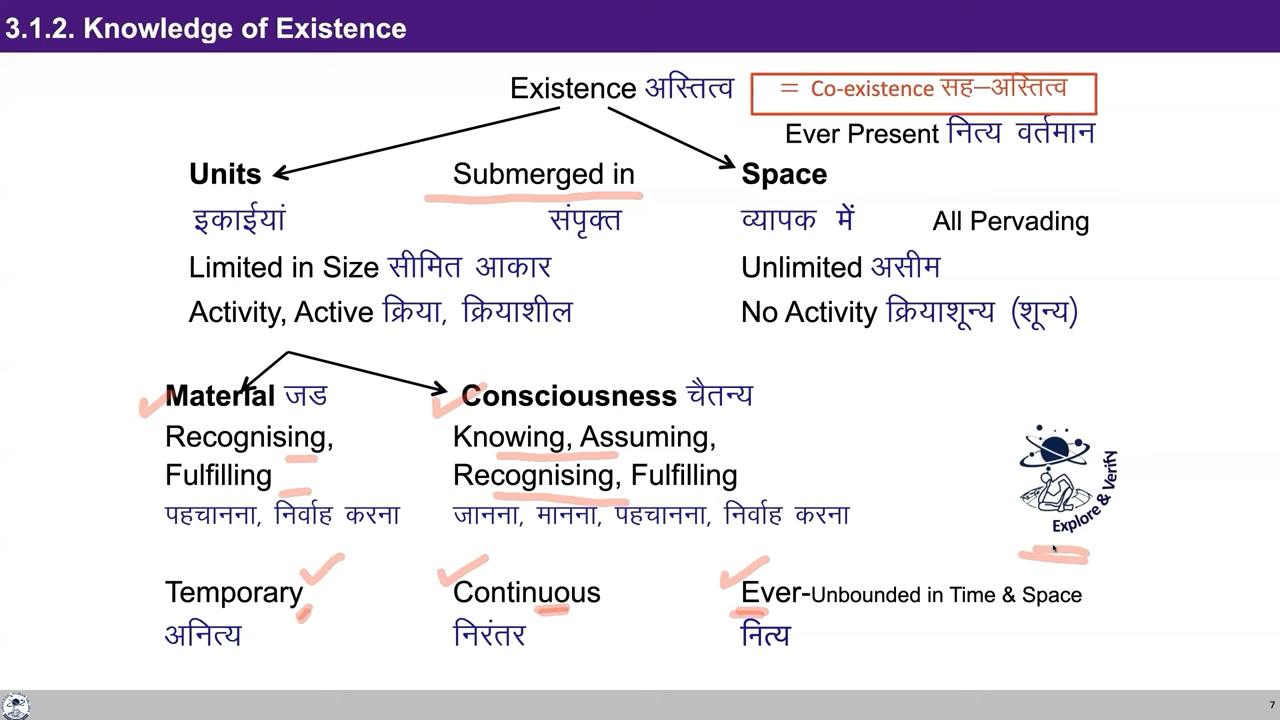 3.1.2. Knowledge of Existence
Existence अस्तित्व = Co-existence सह–अस्तित्व
Ever Present नित्य वर्तमान
Units Submerged in Space
इकाईयां संपृक्त व्यापक में All Pervading
Limited in Size सीमित आकार Unlimited असीम
Activity, Active क्रिया, क्रियाशील No Activity क्रियाशून्य (शून्य)
Material जड Consciousness चैतन्य
Recognising, Knowing, Assuming,
Fulfilling Recognising, Fulfilling
पहचानना, निर्वाह करना जानना, मानना, पहचानना, निर्वाह करना
Explore & Verify
Temporary Continuous Ever-Unbounded in Time & Space
अनित्य निरंतर नित्य
7